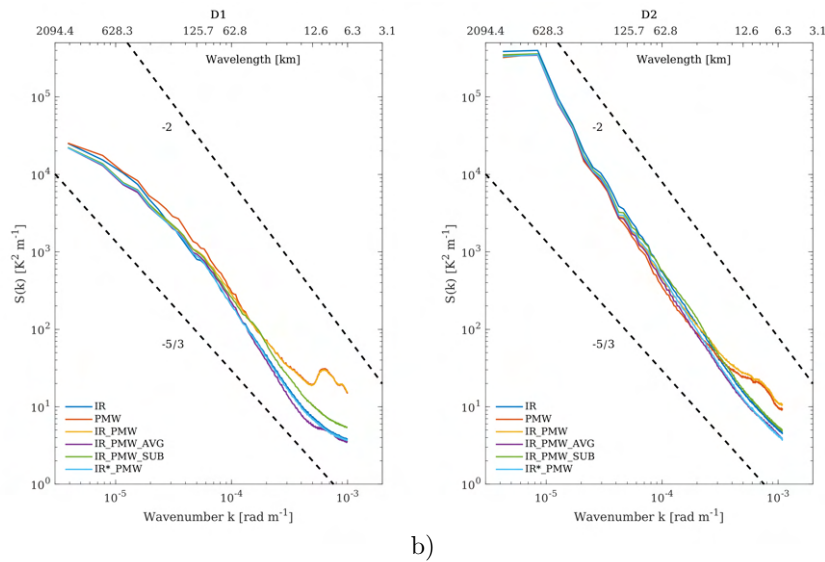 D1
2094.4 628.3 125.7 62.8 12.6 6.3 3.1
Wavelength [km]
10⁵
10⁴
10³
10²
10¹
10⁰
S(k) [K² m⁻¹]
-2
-5/3
IR
PMW
IR_PMW
IR_PMW_AVG
IR_PMW_SUB
IR*_PMW
10⁻⁵ 10⁻⁴ 10⁻³
Wavenumber k [rad m⁻¹]
D2
2094.4 628.3 125.7 62.8 12.6 6.3 3.1
Wavelength [km]
10⁵
10⁴
10³
10²
10¹
10⁰
S(k) [K² m⁻¹]
-2
-5/3
IR
PMW
IR_PMW
IR_PMW_AVG
IR_PMW_SUB
IR*_PMW
10⁻⁵ 10⁻⁴ 10⁻³
Wavenumber k [rad m⁻¹]
b)